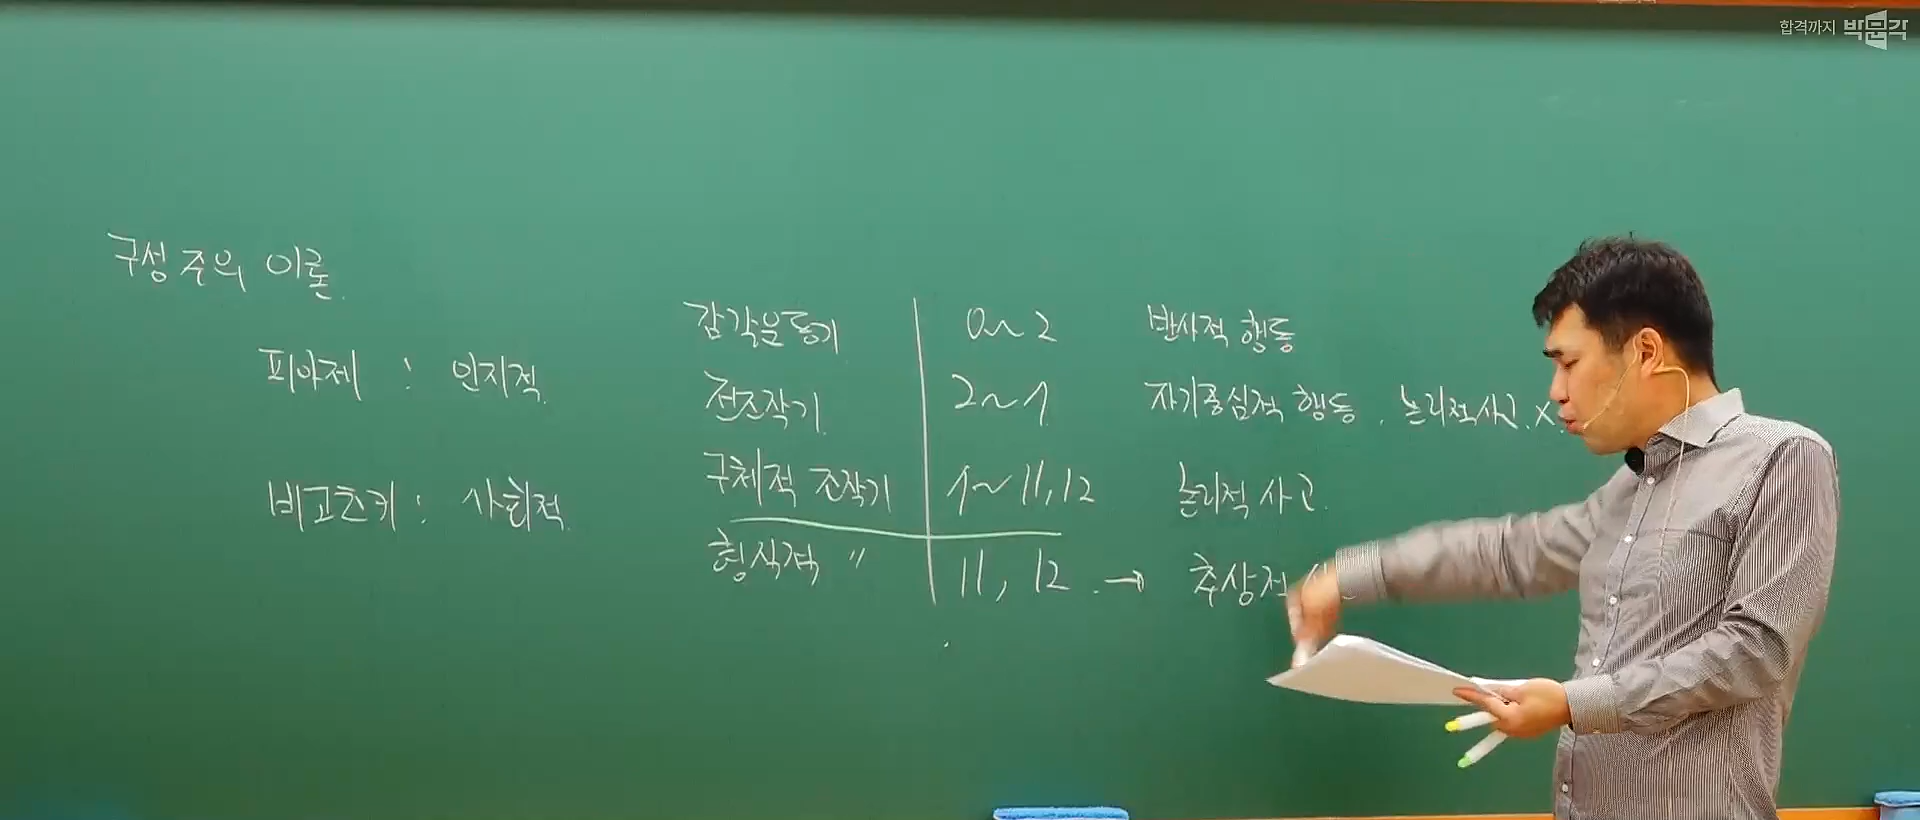 합격까지 박문각
구성주의 이론
피아제 : 인지적
비고츠키 : 사회적
감각운동기 0~2 반사적 행동
전조작기 2~7 자기중심적 행동, 논리적사고 X
구체적 조작기 7~11,12 논리적 사고
형식적 〃 11, 12 → 추상적